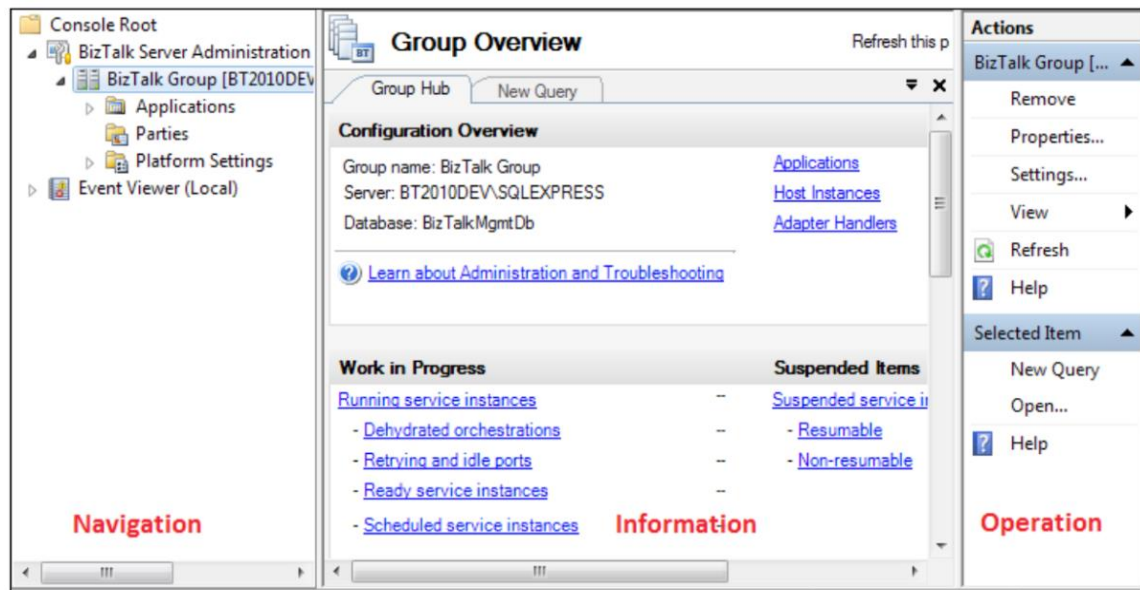 Console Root
BizTalk Server Administration
BizTalk Group [BT2010DEV
Applications
Parties
Platform Settings
Event Viewer (Local)
Navigation
BT
Group Overview
Refresh this p
Group Hub
New Query
Configuration Overview
Group name: BizTalk Group
Applications
Server: BT2010DEV\SQLEXPRESS
Host Instances
Database: BizTalkMgmtDb
Adapter Handlers
Learn about Administration and Troubleshooting
Work in Progress
Suspended Items
Running service instances --
Suspended service in
- Dehydrated orchestrations --
- Resumable
- Retrying and idle ports --
- Non-resumable
- Ready service instances --
- Scheduled service instances --
Information
Actions
BizTalk Group [...
Remove
Properties...
Settings...
View
Refresh
Help
Selected Item
New Query
Open...
Help
Operation